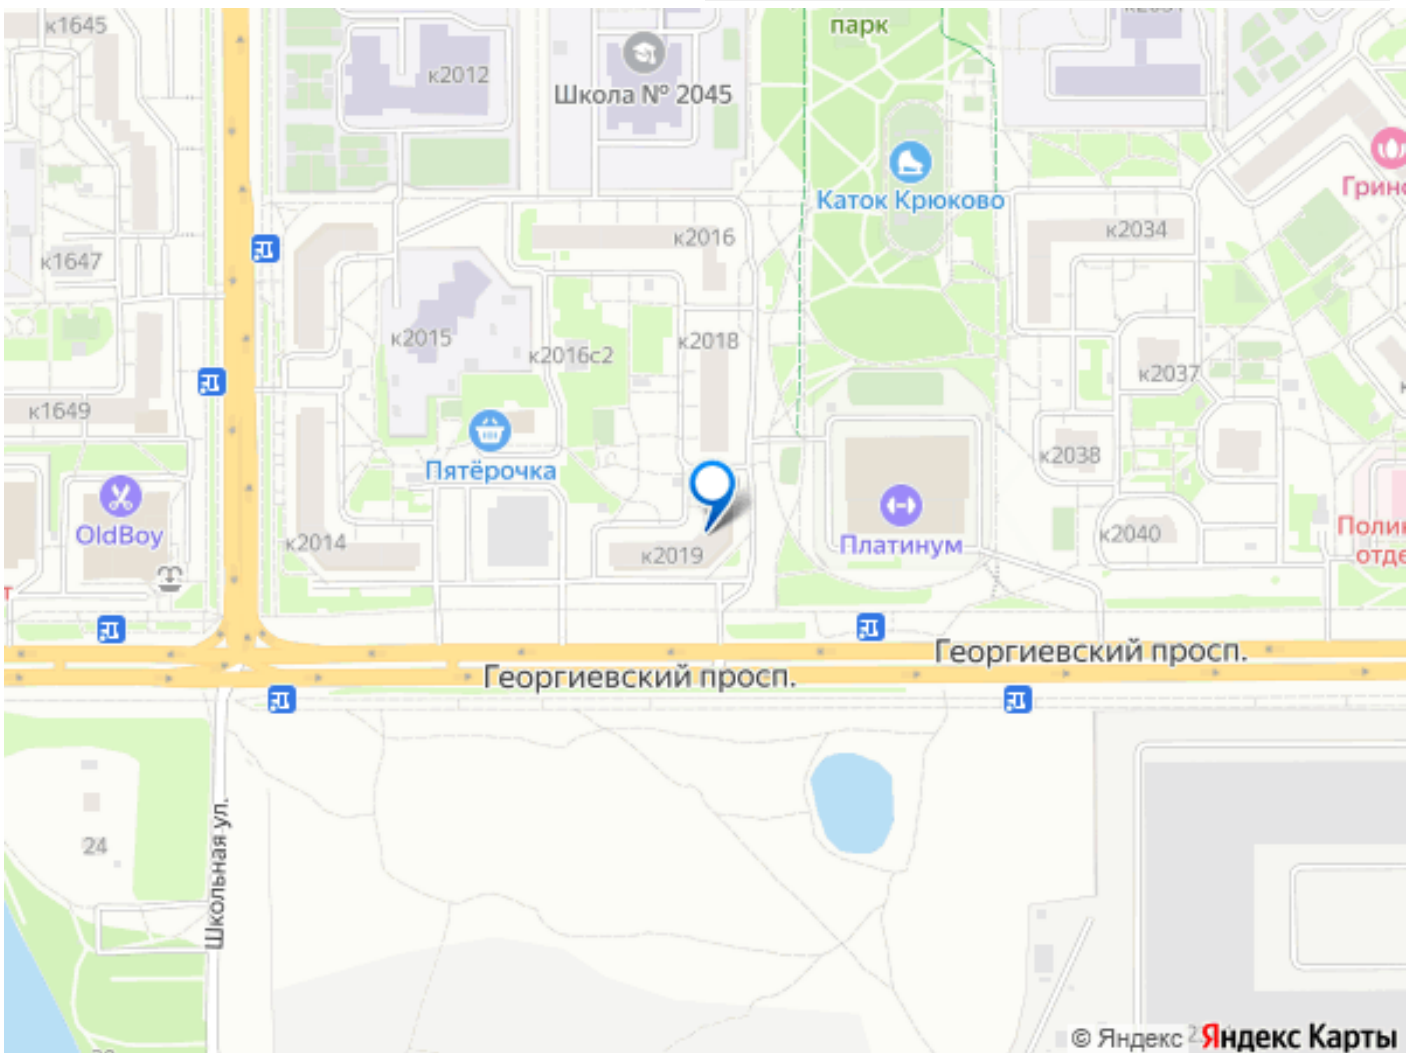 к1645
парк
к2012
Школа № 2045
Каток Крюково
к2016
к2034
к1647
к2015
к2016с2
к2018
к2037
к1649
Пятёрочка
к2038
OldBoy
к2014
к2019
Платинум
к2040
Георгиевский просп.
Георгиевский просп.
24
Школьная ул.
© Яндекс
Яндекс Карты